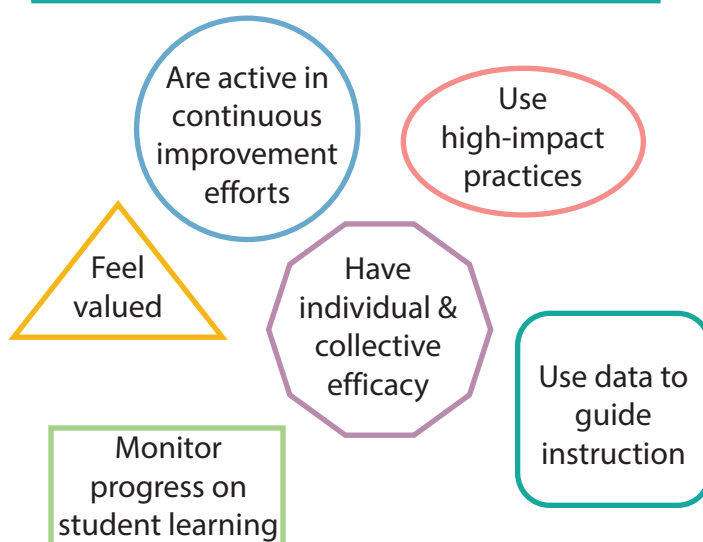 Are active in
continuous
improvement
efforts
Use
high-impact
practices
Feel
valued
Have
individual &
collective
efficacy
Use data to
guide
instruction
Monitor
progress on
student learning